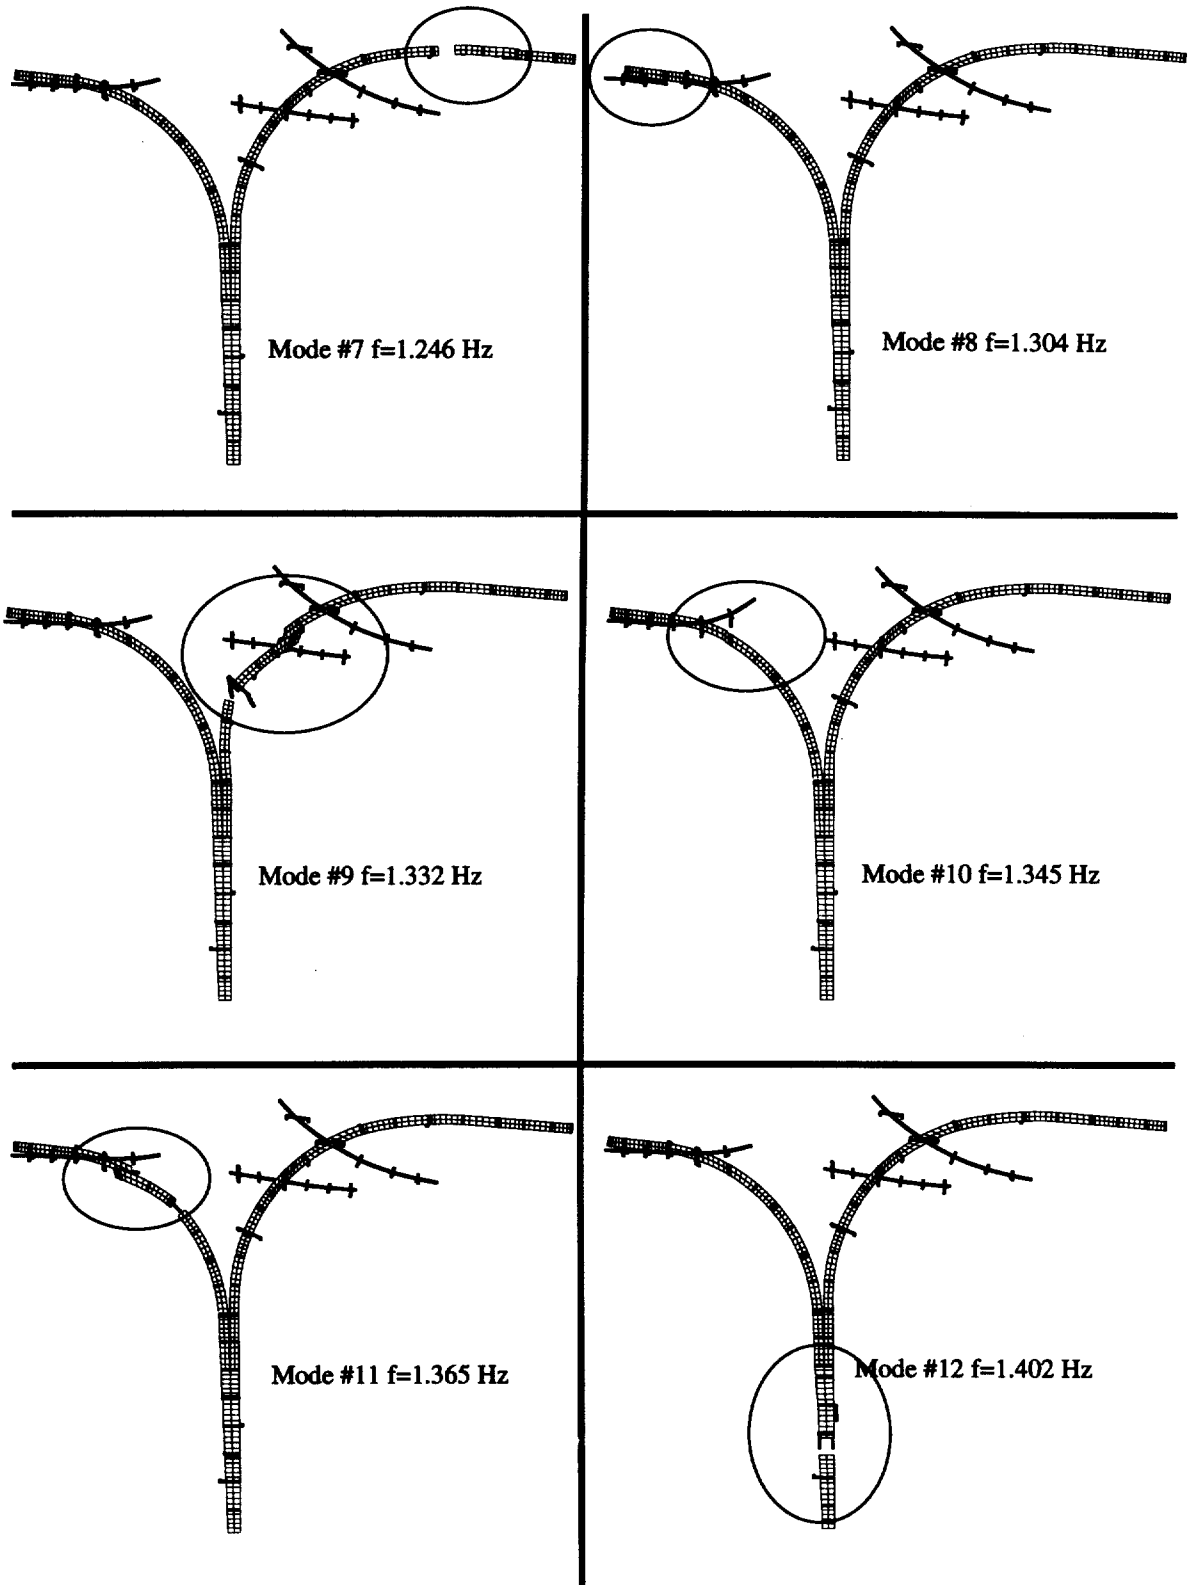 Mode #7 f=1.246 Hz
Mode #8 f=1.304 Hz
Mode #9 f=1.332 Hz
Mode #10 f=1.345 Hz
Mode #11 f=1.365 Hz
Mode #12 f=1.402 Hz